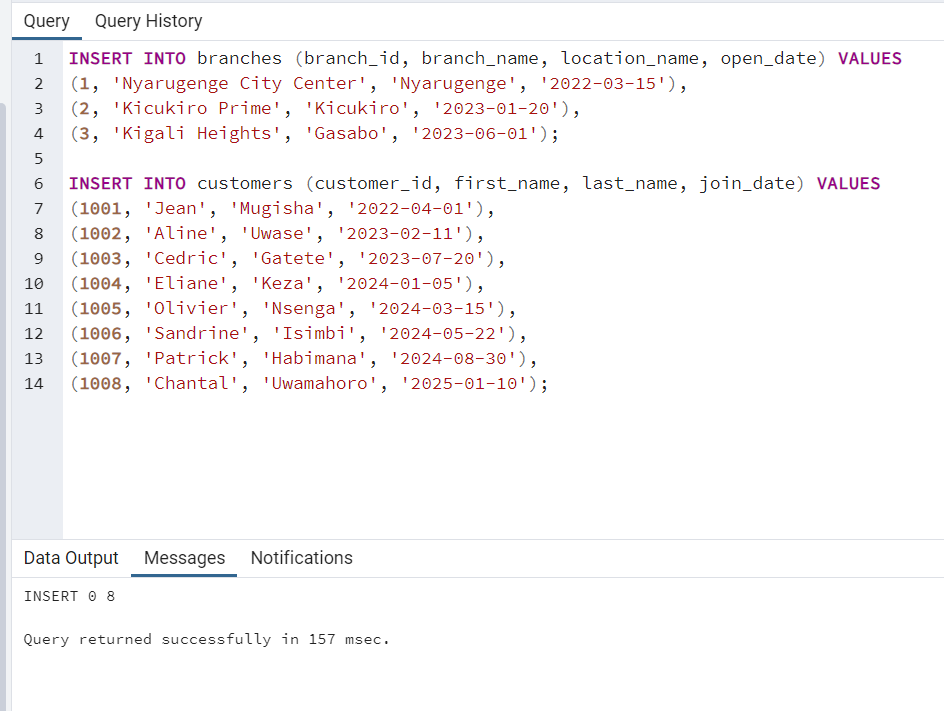 Query Query History
1 INSERT INTO branches (branch_id, branch_name, location_name, open_date) VALUES
2 (1, 'Nyarugenge City Center', 'Nyarugenge', '2022-03-15'),
3 (2, 'Kicukiro Prime', 'Kicukiro', '2023-01-20'),
4 (3, 'Kigali Heights', 'Gasabo', '2023-06-01');
5
6 INSERT INTO customers (customer_id, first_name, last_name, join_date) VALUES
7 (1001, 'Jean', 'Mugisha', '2022-04-01'),
8 (1002, 'Aline', 'Uwase', '2023-02-11'),
9 (1003, 'Cedric', 'Gatete', '2023-07-20'),
10 (1004, 'Eliane', 'Keza', '2024-01-05'),
11 (1005, 'Olivier', 'Nsenga', '2024-03-15'),
12 (1006, 'Sandrine', 'Isimbi', '2024-05-22'),
13 (1007, 'Patrick', 'Habimana', '2024-08-30'),
14 (1008, 'Chantal', 'Uwamahoro', '2025-01-10');
Data Output Messages Notifications
INSERT 0 8
Query returned successfully in 157 msec.